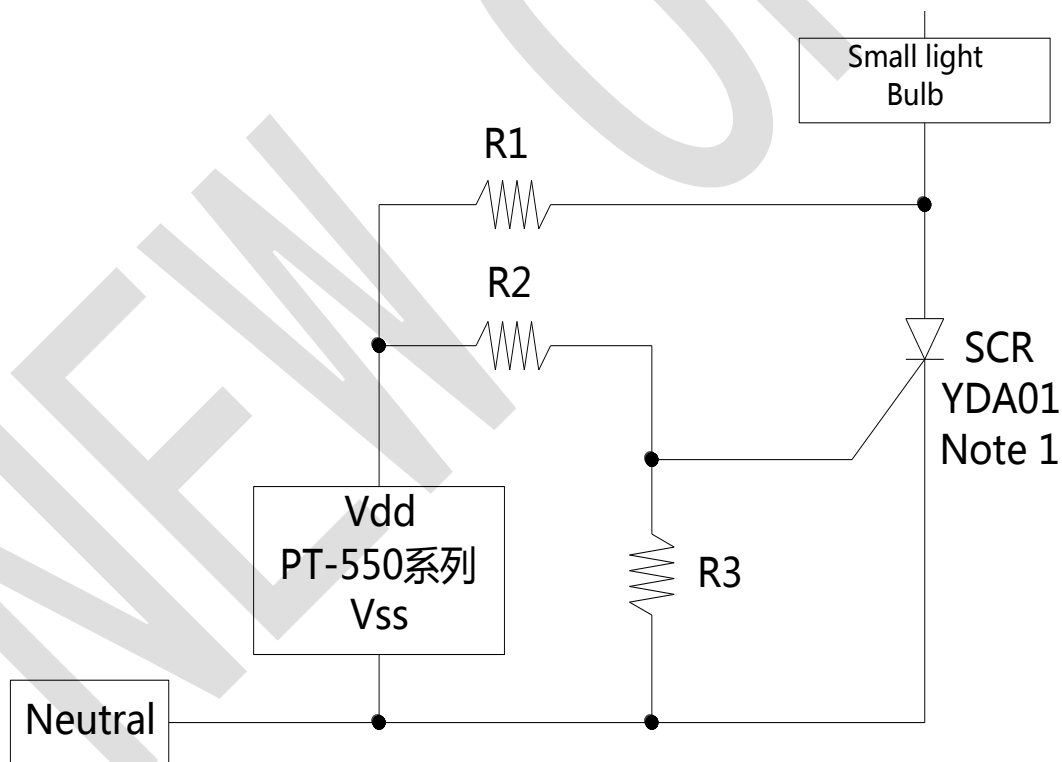 Small light
Bulb
R1
R2
SCR
YDA01
Note 1
Vdd
PT-550系列
Vss
R3
Neutral
NEW